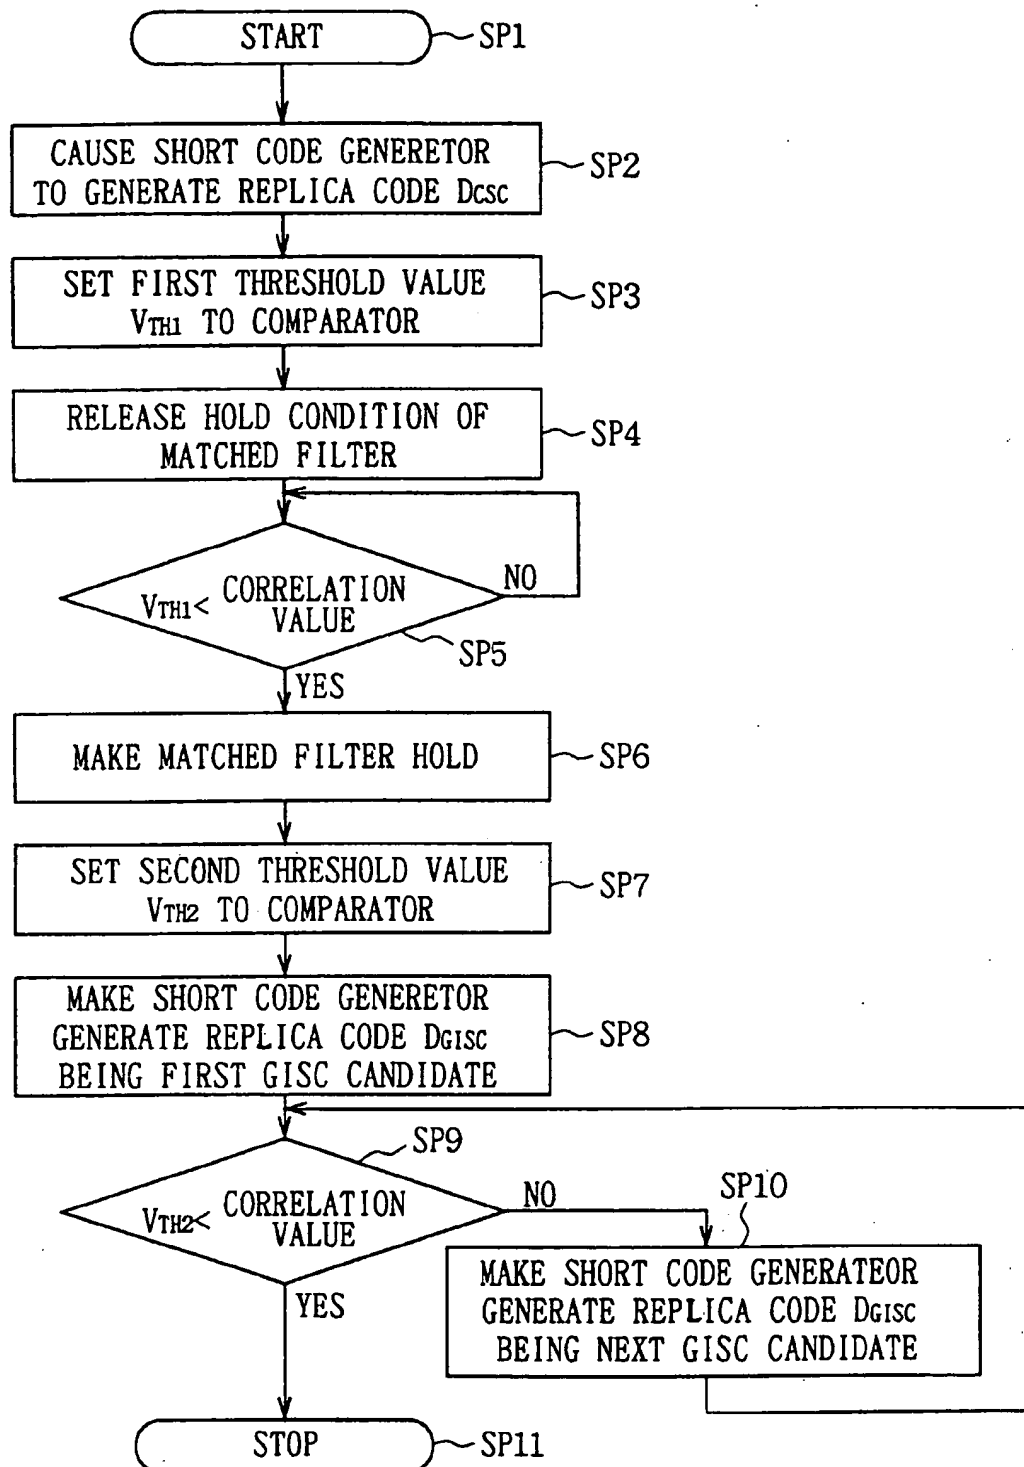 START
SP1
CAUSE SHORT CODE GENERETOR
TO GENERATE REPLICA CODE DCSC
SP2
SET FIRST THRESHOLD VALUE
VTH1 TO COMPARATOR
SP3
RELEASE HOLD CONDITION OF
MATCHED FILTER
SP4
VTH1< CORRELATION
VALUE
NO
SP5
YES
MAKE MATCHED FILTER HOLD
SP6
SET SECOND THRESHOLD VALUE
VTH2 TO COMPARATOR
SP7
MAKE SHORT CODE GENERETOR
GENERATE REPLICA CODE DGISC
BEING FIRST GISC CANDIDATE
SP8
SP9
VTH2< CORRELATION
VALUE
NO
YES
SP10
MAKE SHORT CODE GENERATEOR
GENERATE REPLICA CODE DGISC
BEING NEXT GISC CANDIDATE
STOP
SP11